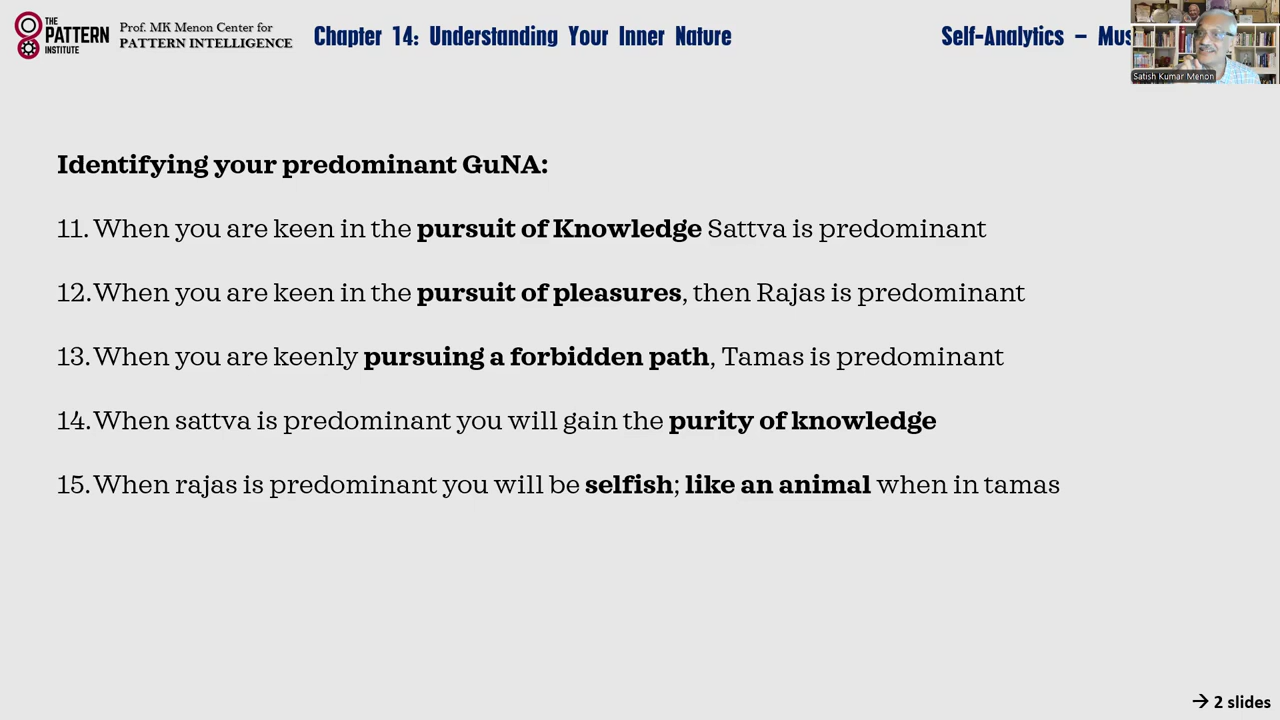 THE
PATTERN
INSTITUTE
Prof. MK Menon Center for
PATTERN INTELLIGENCE
Chapter 14: Understanding Your Inner Nature
Self-Analytics –
Satish Kumar Menon
Identifying your predominant GuNA:
11. When you are keen in the pursuit of Knowledge Sattva is predominant
12. When you are keen in the pursuit of pleasures, then Rajas is predominant
13. When you are keenly pursuing a forbidden path, Tamas is predominant
14. When sattva is predominant you will gain the purity of knowledge
15. When rajas is predominant you will be selfish; like an animal when in tamas
→ 2 slides